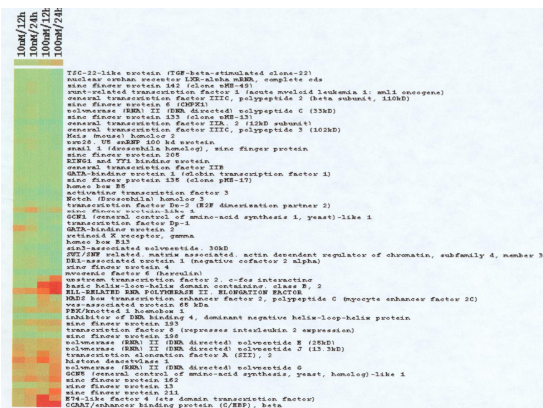 10nM/12h
10nM/24h
100nM/12h
100nM/24h
TSC-22-like protein (TGF-beta-stimulated clone-22)
nuclear orphan receptor LXR-alpha mRNA, complete cds
zinc finger protein 142 (clone pHZ-49)
runt-related transcription factor 1 (acute myeloid leukemia 1: aml1 oncogene)
general transcription factor IIIC, polypeptide 2 (beta subunit, 110kD)
zinc finger protein 6 (CMPX1)
polymerase (RNA) II (DNA directed) polypeptide C (33kD)
zinc finger protein 133 (clone pHZ-13)
general transcription factor IIA. 2 (12kD subunit)
general transcription factor IIIC, polypeptide 3 (102kD)
Meis (mouse) homolog 2
prp28. U5 snRNP 100 kd protein
snail 1 (drosophila homolog), zinc finger protein
zinc finger protein 205
RING1 and YY1 binding protein
general transcription factor IIB
GATA-binding protein 1 (globin transcription factor 1)
zinc finger protein 135 (clone pHZ-17)
homeo box B5
activating transcription factor 3
Notch (Drosophila) homolog 3
transcription factor Dp-2 (E2F dimerization partner 2)
zinc finger protein-like 1
GCN1 (general control of amino-acid synthesis 1, yeast)-like 1
transcription factor Dp-1
GATA-binding protein 2
retinoid X receptor, gamma
homeo box B13
sin3-associated polypeptide. 30kD
SWI/SNF related. matrix associated. actin dependent regulator of chromatin, subfamily d, member 3
DR1-associated protein 1 (negative cofactor 2 alpha)
zinc finger protein 4
myogenic factor 6 (herculin)
upstream transcription factor 2. c-fos interacting
basic helix-loop-helix domain containing. class B, 2
ELL-RELATED RNA POLYMERASE II. ELONGATION FACTOR
MADS box transcription enhancer factor 2, polypeptide C (myocyte enhancer factor 2C)
yes-associated protein 65 kDa
PBX/knotted 1 homeobox 1
inhibitor of DNA binding 4, dominant negative helix-loop-helix protein
zinc finger protein 193
transcription factor 8 (represses interleukin 2 expression)
zinc finger protein 198
polymerase (RNA) II (DNA directed) polypeptide E (25kD)
polymerase (RNA) II (DNA directed) polypeptide J (13.3kD)
transcription elongation factor A (SII), 2
histone deacetylase 1
polymerase (RNA) II (DNA directed) polypeptide G
GCN5 (general control of amino-acid synthesis, yeast, homolog)-like 1
zinc finger protein 162
zinc finger protein 13
zinc finger protein 211
E74-like factor 4 (ets domain transcription factor)
CCAAT/enhancer binding protein (C/EBP), beta